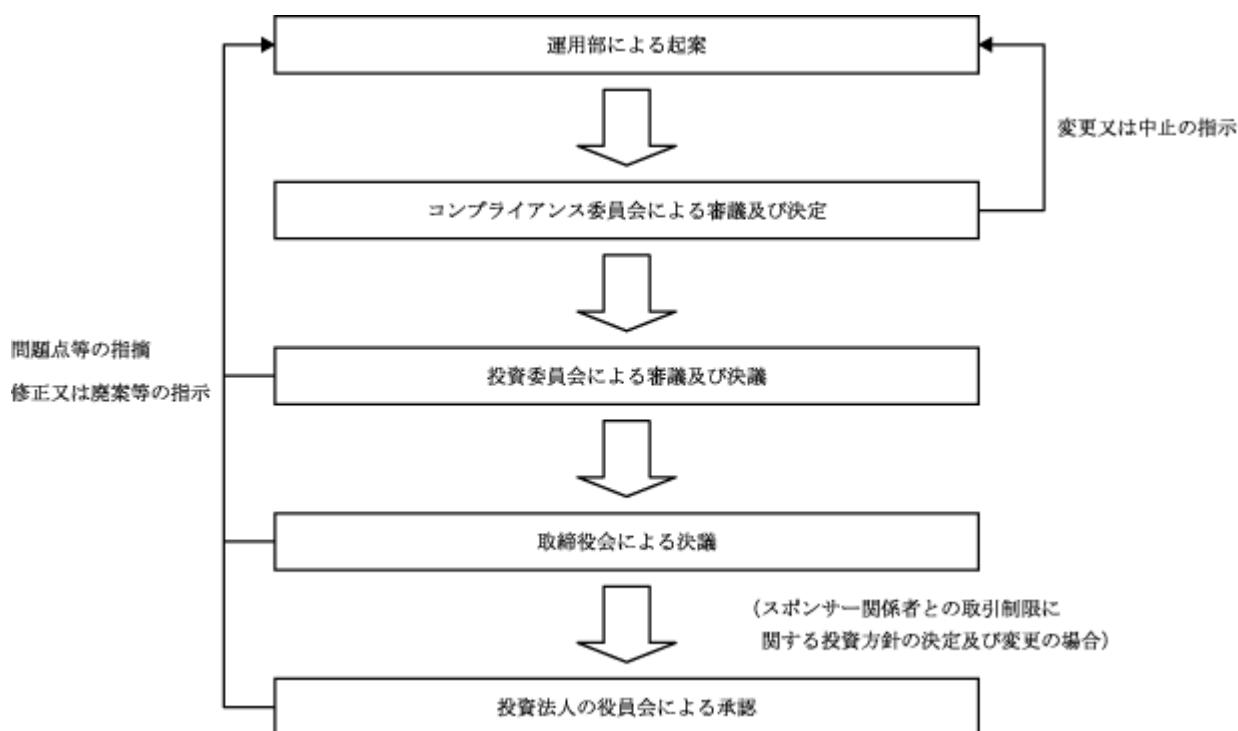 運用部による起案
変更又は中止の指示
コンプライアンス委員会による審議及び決定
問題点等の指摘
修正又は廃案等の指示
投資委員会による審議及び決議
取締役会による決議
(スポンサー関係者との取引制限に
関する投資方針の決定及び変更の場合)
投資法人の役員会による承認